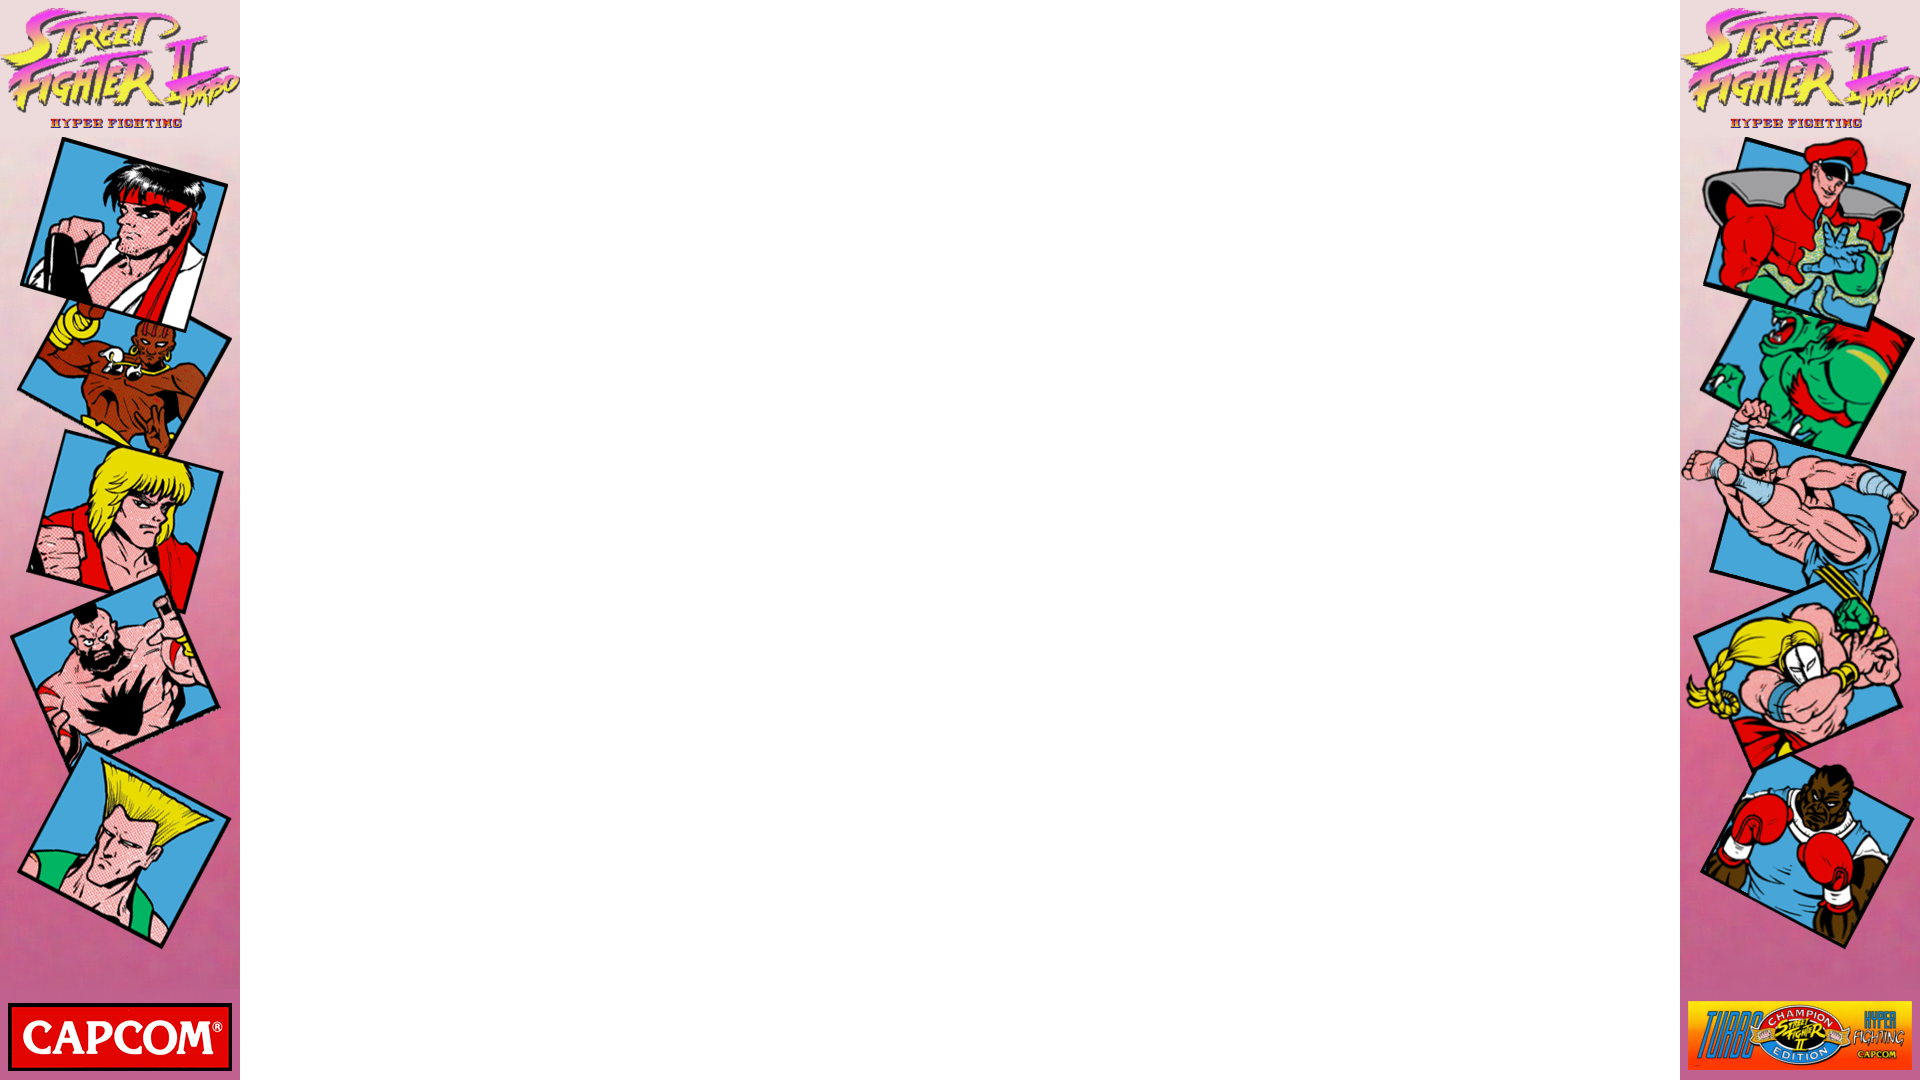 STREET
FIGHTER II
TURBO
HYPER FIGHTING
CAPCOM®
STREET
FIGHTER II
TURBO
HYPER FIGHTING
TURBO
CHAMPION
STREET
FIGHTER
II
EDITION
HYPER
FIGHTING
CAPCOM